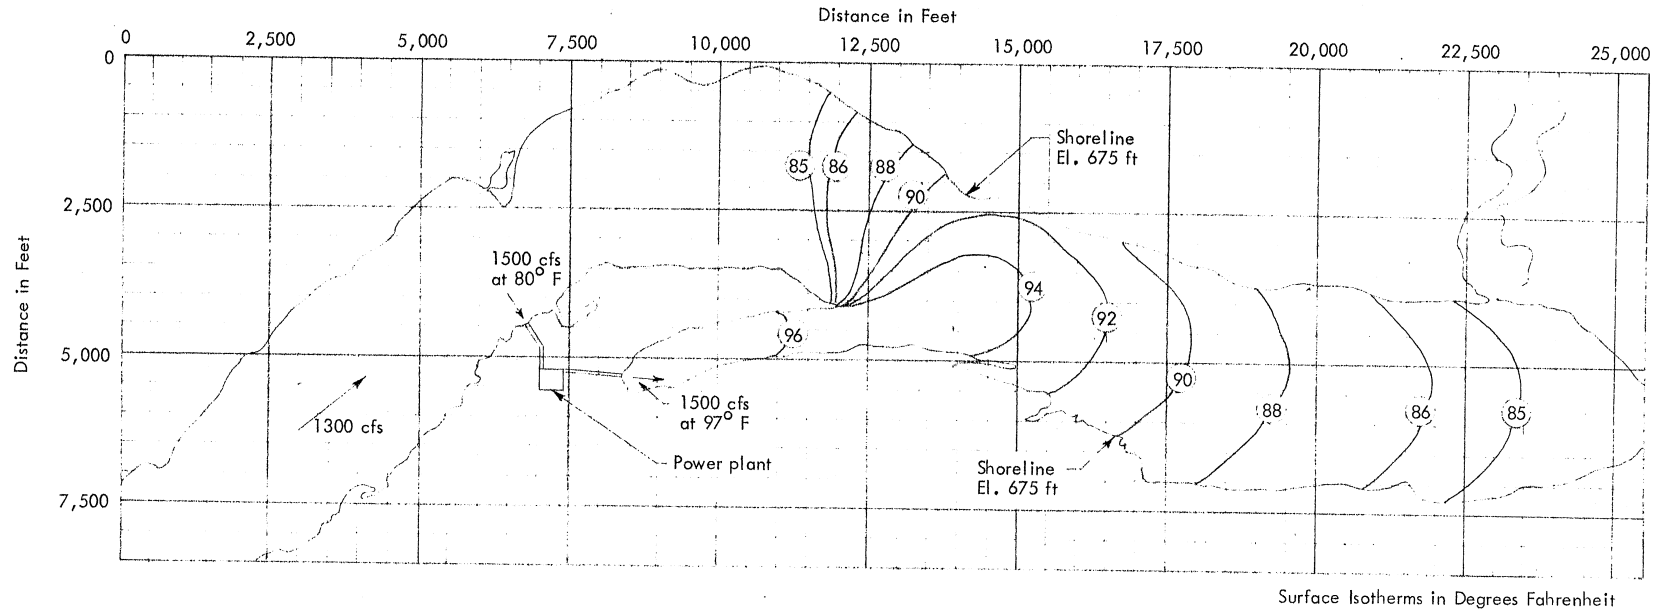 Distance in Feet
0 2,500 5,000 7,500 10,000 12,500 15,000 17,500 20,000 22,500 25,000
0
2,500
5,000
7,500
Distance in Feet
Shoreline
El. 675 ft
85 86 88
90
1500 cfs
at 80° F
94
92
96
90
88
86
85
1300 cfs
1500 cfs
at 97° F
Power plant
Shoreline
El. 675 ft
Surface Isotherms in Degrees Fahrenheit